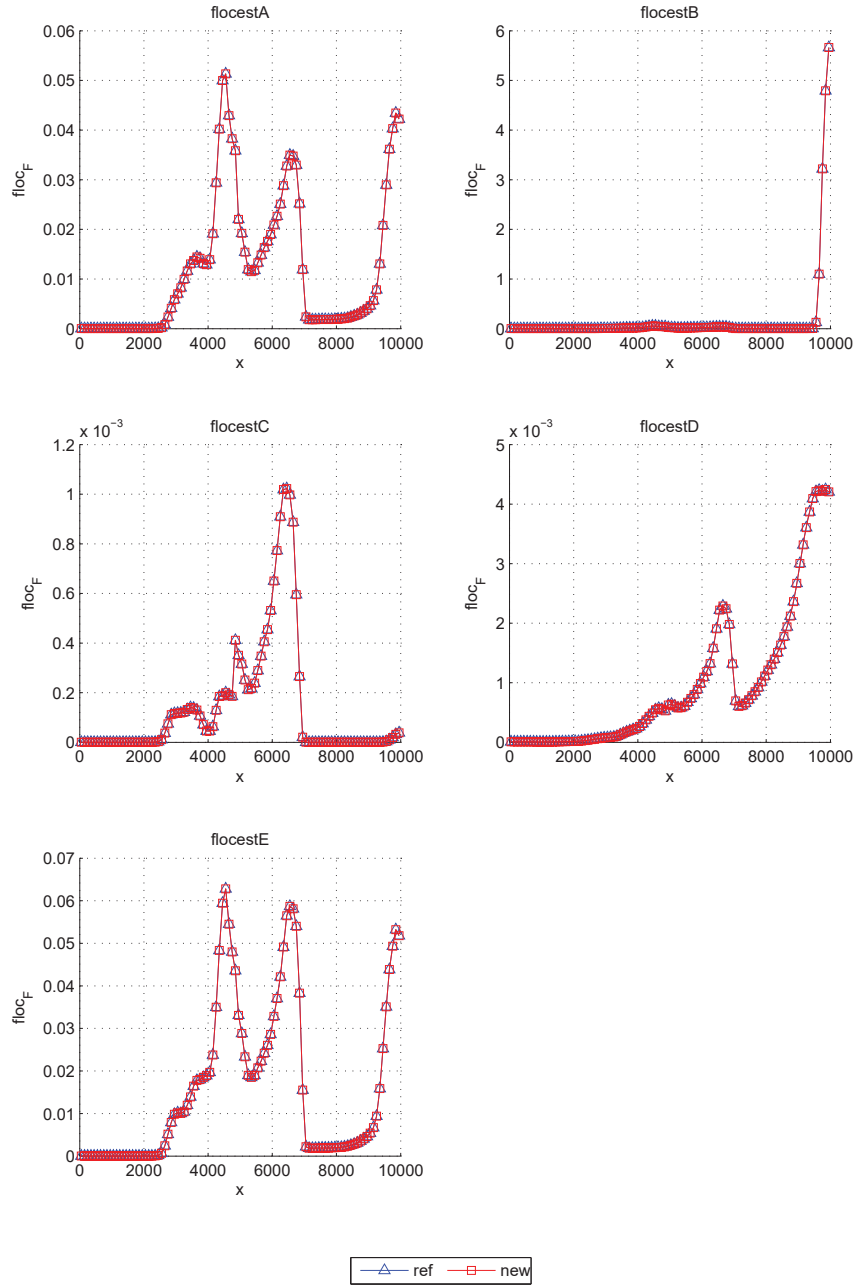 flocestA
0.06
0.05
0.04
0.03
0.02
0.01
0
floc_F
0 2000 4000 6000 8000 10000
x
flocestB
6
5
4
3
2
1
0
floc_F
0 2000 4000 6000 8000 10000
x
flocestC
x 10^−3
1.2
1
0.8
0.6
0.4
0.2
0
floc_F
0 2000 4000 6000 8000 10000
x
flocestD
x 10^−3
5
4
3
2
1
0
floc_F
0 2000 4000 6000 8000 10000
x
flocestE
0.07
0.06
0.05
0.04
0.03
0.02
0.01
0
floc_F
0 2000 4000 6000 8000 10000
x
ref new